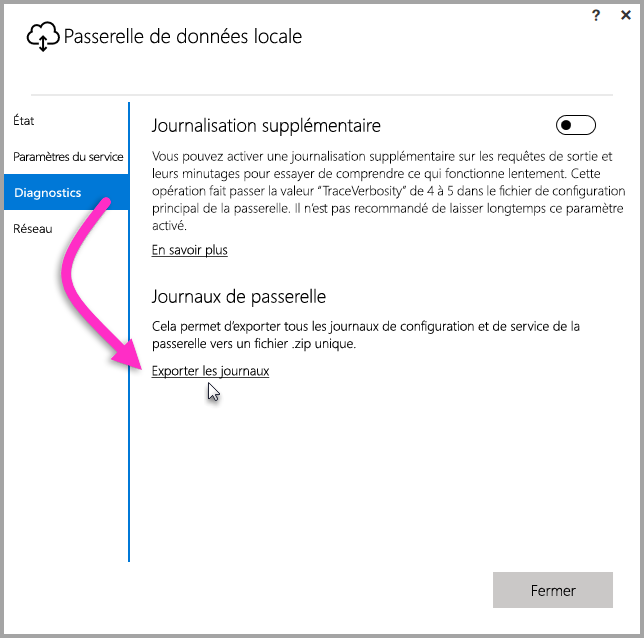 ?
Passerelle de données locale
État
Paramètres du service
Diagnostics
Réseau
Journalisation supplémentaire
Vous pouvez activer une journalisation supplémentaire sur les requêtes de sortie et
leurs minutages pour essayer de comprendre ce qui fonctionne lentement. Cette
opération fait passer la valeur “TraceVerbosity” de 4 à 5 dans le fichier de configuration
principal de la passerelle. Il n’est pas recommandé de laisser longtemps ce paramètre
activé.
En savoir plus
Journaux de passerelle
Cela permet d’exporter tous les journaux de configuration et de service de la
passerelle vers un fichier .zip unique.
Exporter les journaux
Fermer